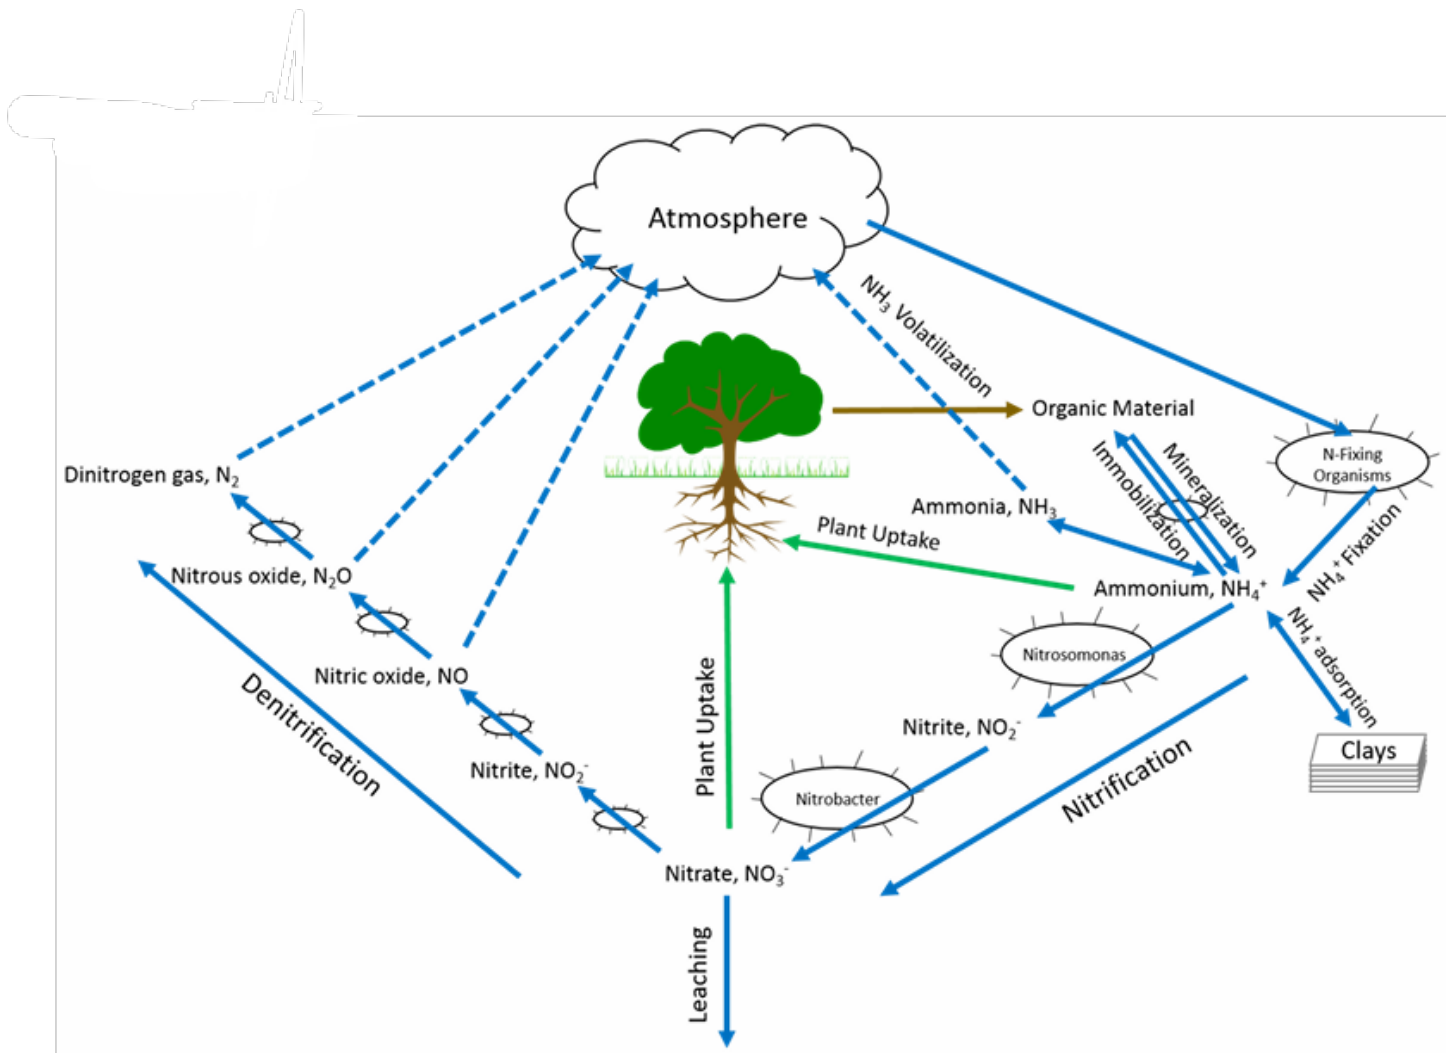 Atmosphere
NH₃ Volatilization
Organic Material
N-Fixing
Organisms
Dinitrogen gas, N₂
Immobilization
Mineralization
Ammonia, NH₃
Plant Uptake
NH₄⁺ Fixation
Nitrous oxide, N₂O
Ammonium, NH₄⁺
NH₄⁺ adsorption
Nitrosomonas
Nitric oxide, NO
Denitrification
Plant Uptake
Nitrite, NO₂⁻
Clays
Nitrite, NO₂⁻
Nitrobacter
Nitrification
Nitrate, NO₃⁻
Leaching